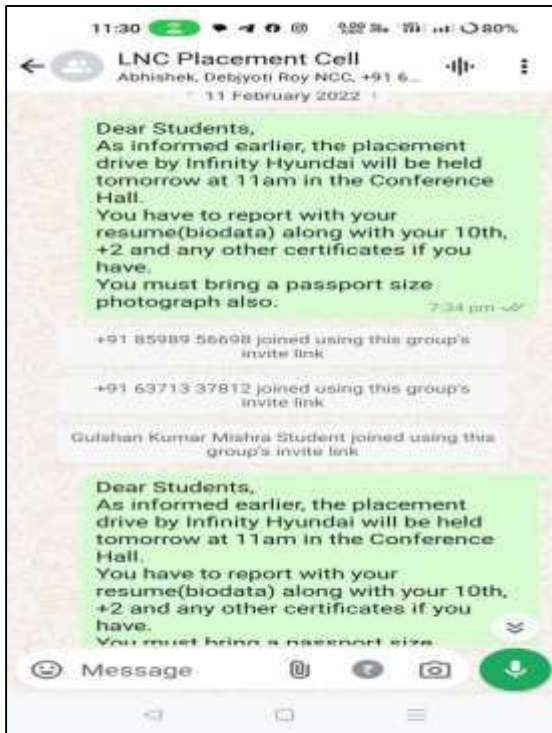 11:30 80%
LNC Placement Cell
Abhishek, Debjyoti Roy NCC, +91 6...
11 February 2022
Dear Students,
As informed earlier, the placement
drive by Infinity Hyundai will be held
tomorrow at 11am in the Conference
Hall.
You have to report with your
resume(biodata) along with your 10th,
+2 and any other certificates if you
have.
You must bring a passport size
photograph also.
7:34 pm
+91 85989 56698 joined using this group's
invite link
+91 63713 37812 joined using this group's
invite link
Gulshan Kumar Mishra Student joined using this
group's invite link
Dear Students,
As informed earlier, the placement
drive by Infinity Hyundai will be held
tomorrow at 11am in the Conference
Hall.
You have to report with your
resume(biodata) along with your 10th,
+2 and any other certificates if you
have.
You must bring a passport size
Message